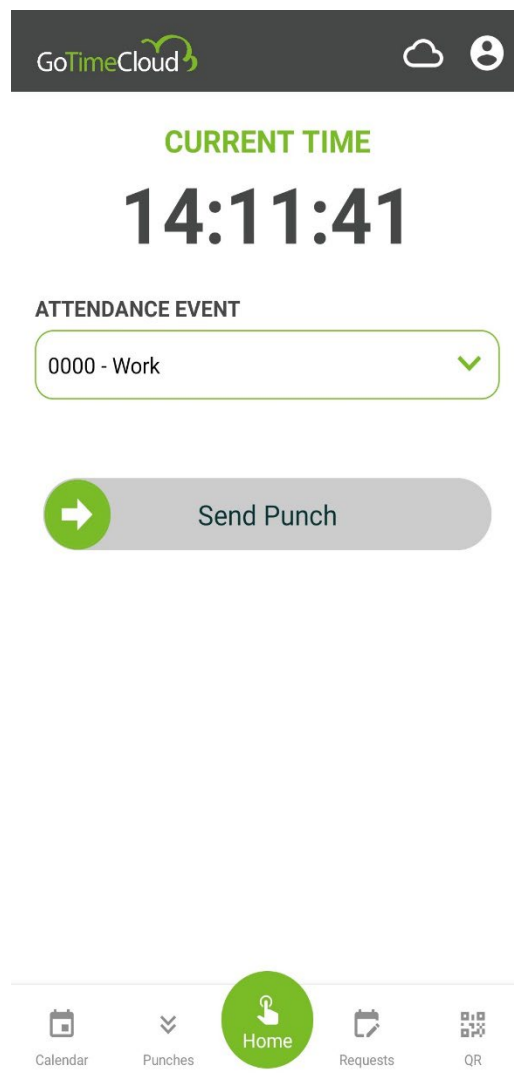 GoTimeCloud
CURRENT TIME
14:11:41
ATTENDANCE EVENT
0000 - Work
Send Punch
Calendar
Punches
Home
Requests
QR